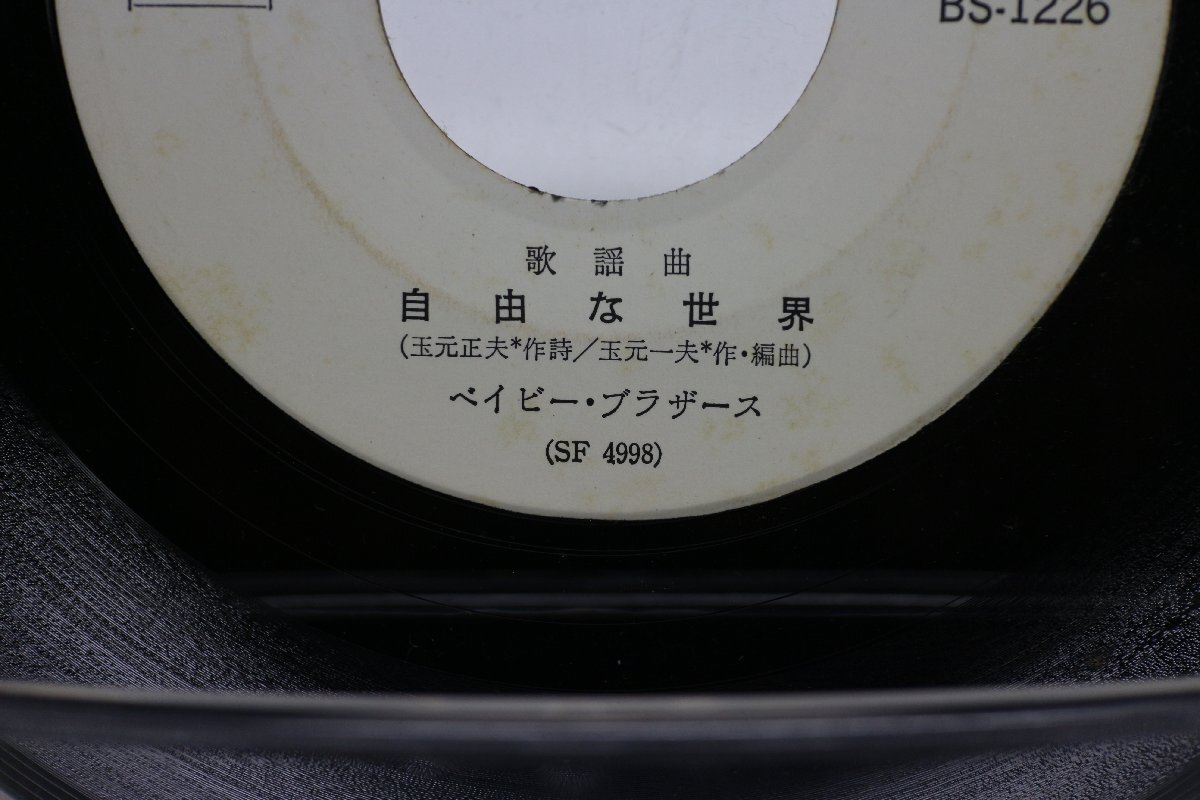 BS-1226
歌謡曲
自由な世界
(玉元正夫*作詩/玉元一夫*作・編曲)
ベイビー・ブラザース
(SF 4998)